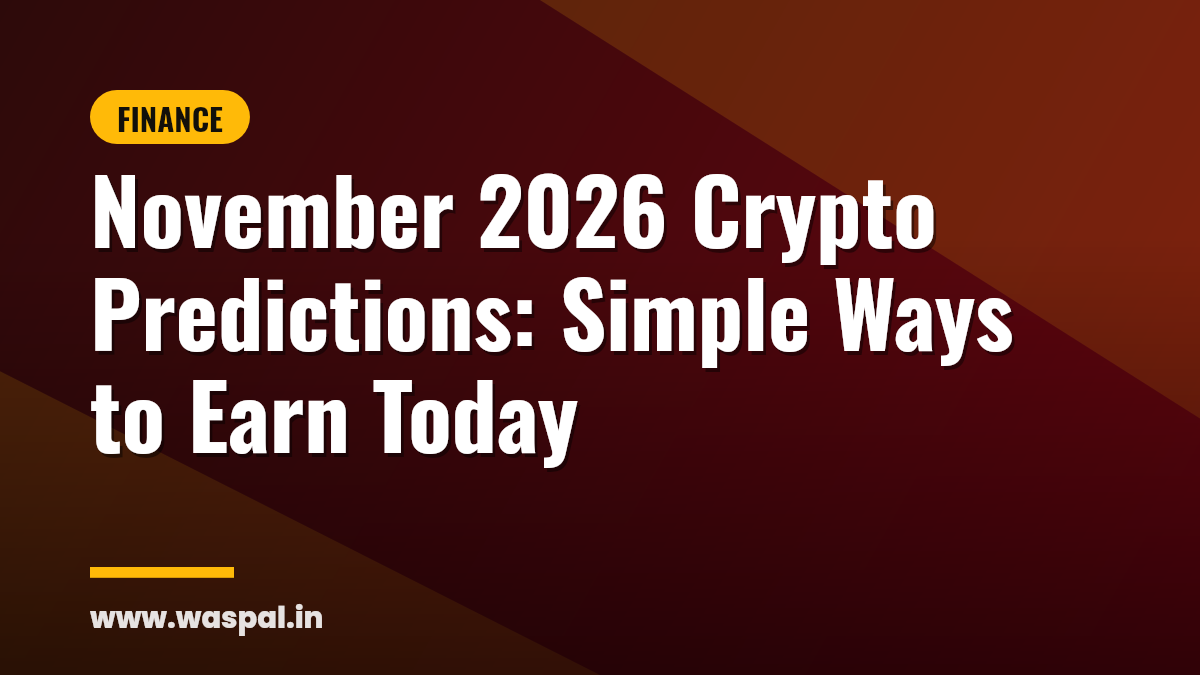 FINANCE
November 2026 Crypto
Predictions: Simple Ways
to Earn Today
www.waspal.in